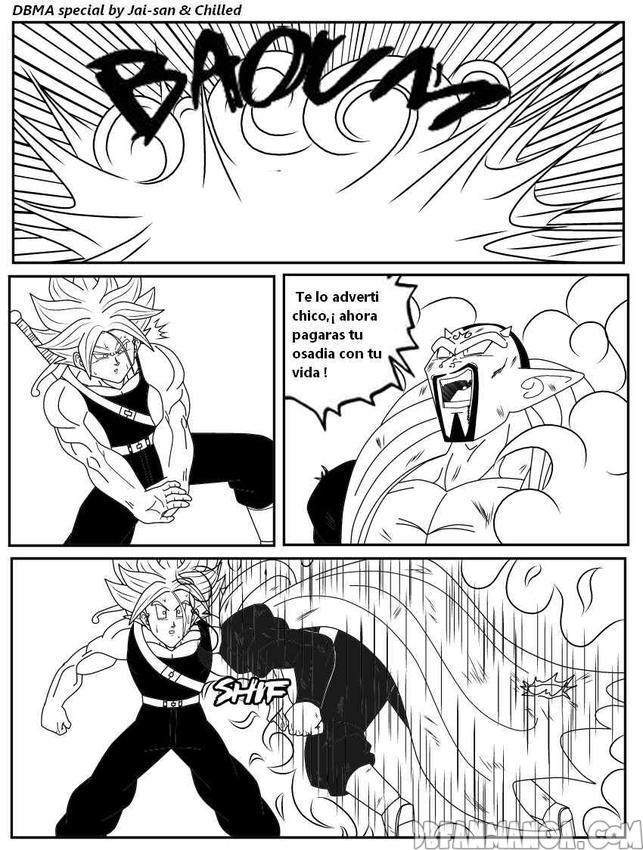 DBMA special by Jai-san & Chilled
BAOUM
Te lo adverti
chico,¡ ahora
pagaras tu
osadia con tu
vida !
SHIF
DBFANMANGA.COM